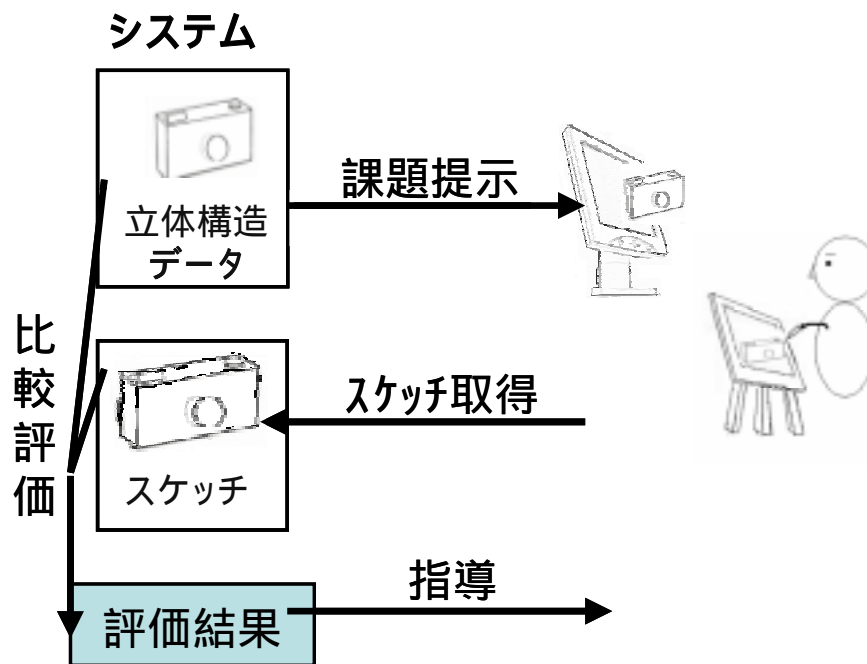 システム
立体構造
データ
課題提示
比較評価
スケッチ取得
スケッチ
評価結果
指導